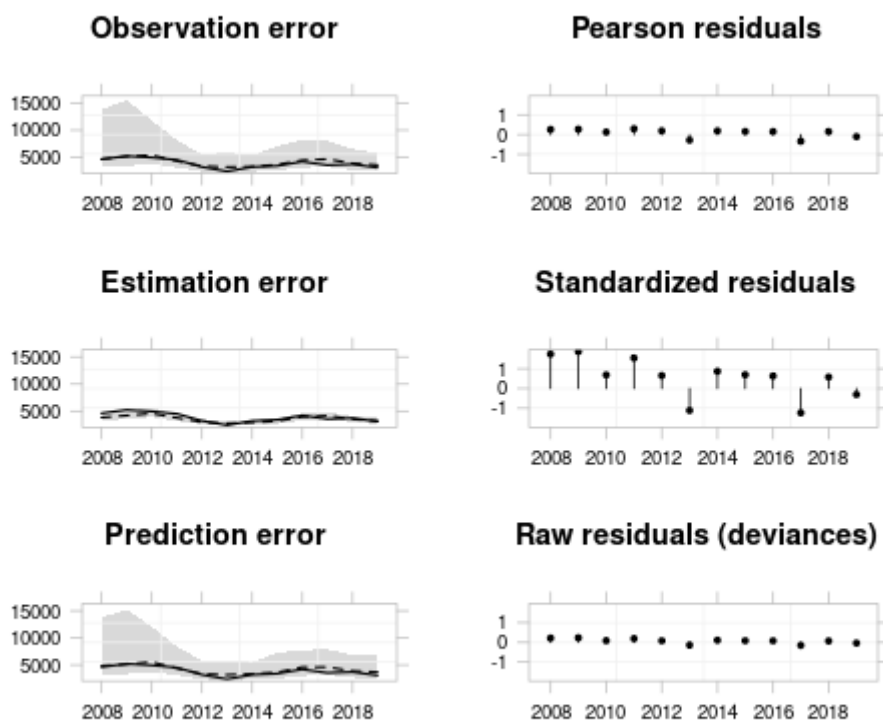 Observation error
Pearson residuals
15000
10000
5000
2008 2010 2012 2014 2016 2018
1
0
-1
2008 2010 2012 2014 2016 2018
Estimation error
Standardized residuals
15000
10000
5000
2008 2010 2012 2014 2016 2018
1
0
-1
2008 2010 2012 2014 2016 2018
Prediction error
Raw residuals (deviances)
15000
10000
5000
2008 2010 2012 2014 2016 2018
1
0
-1
2008 2010 2012 2014 2016 2018